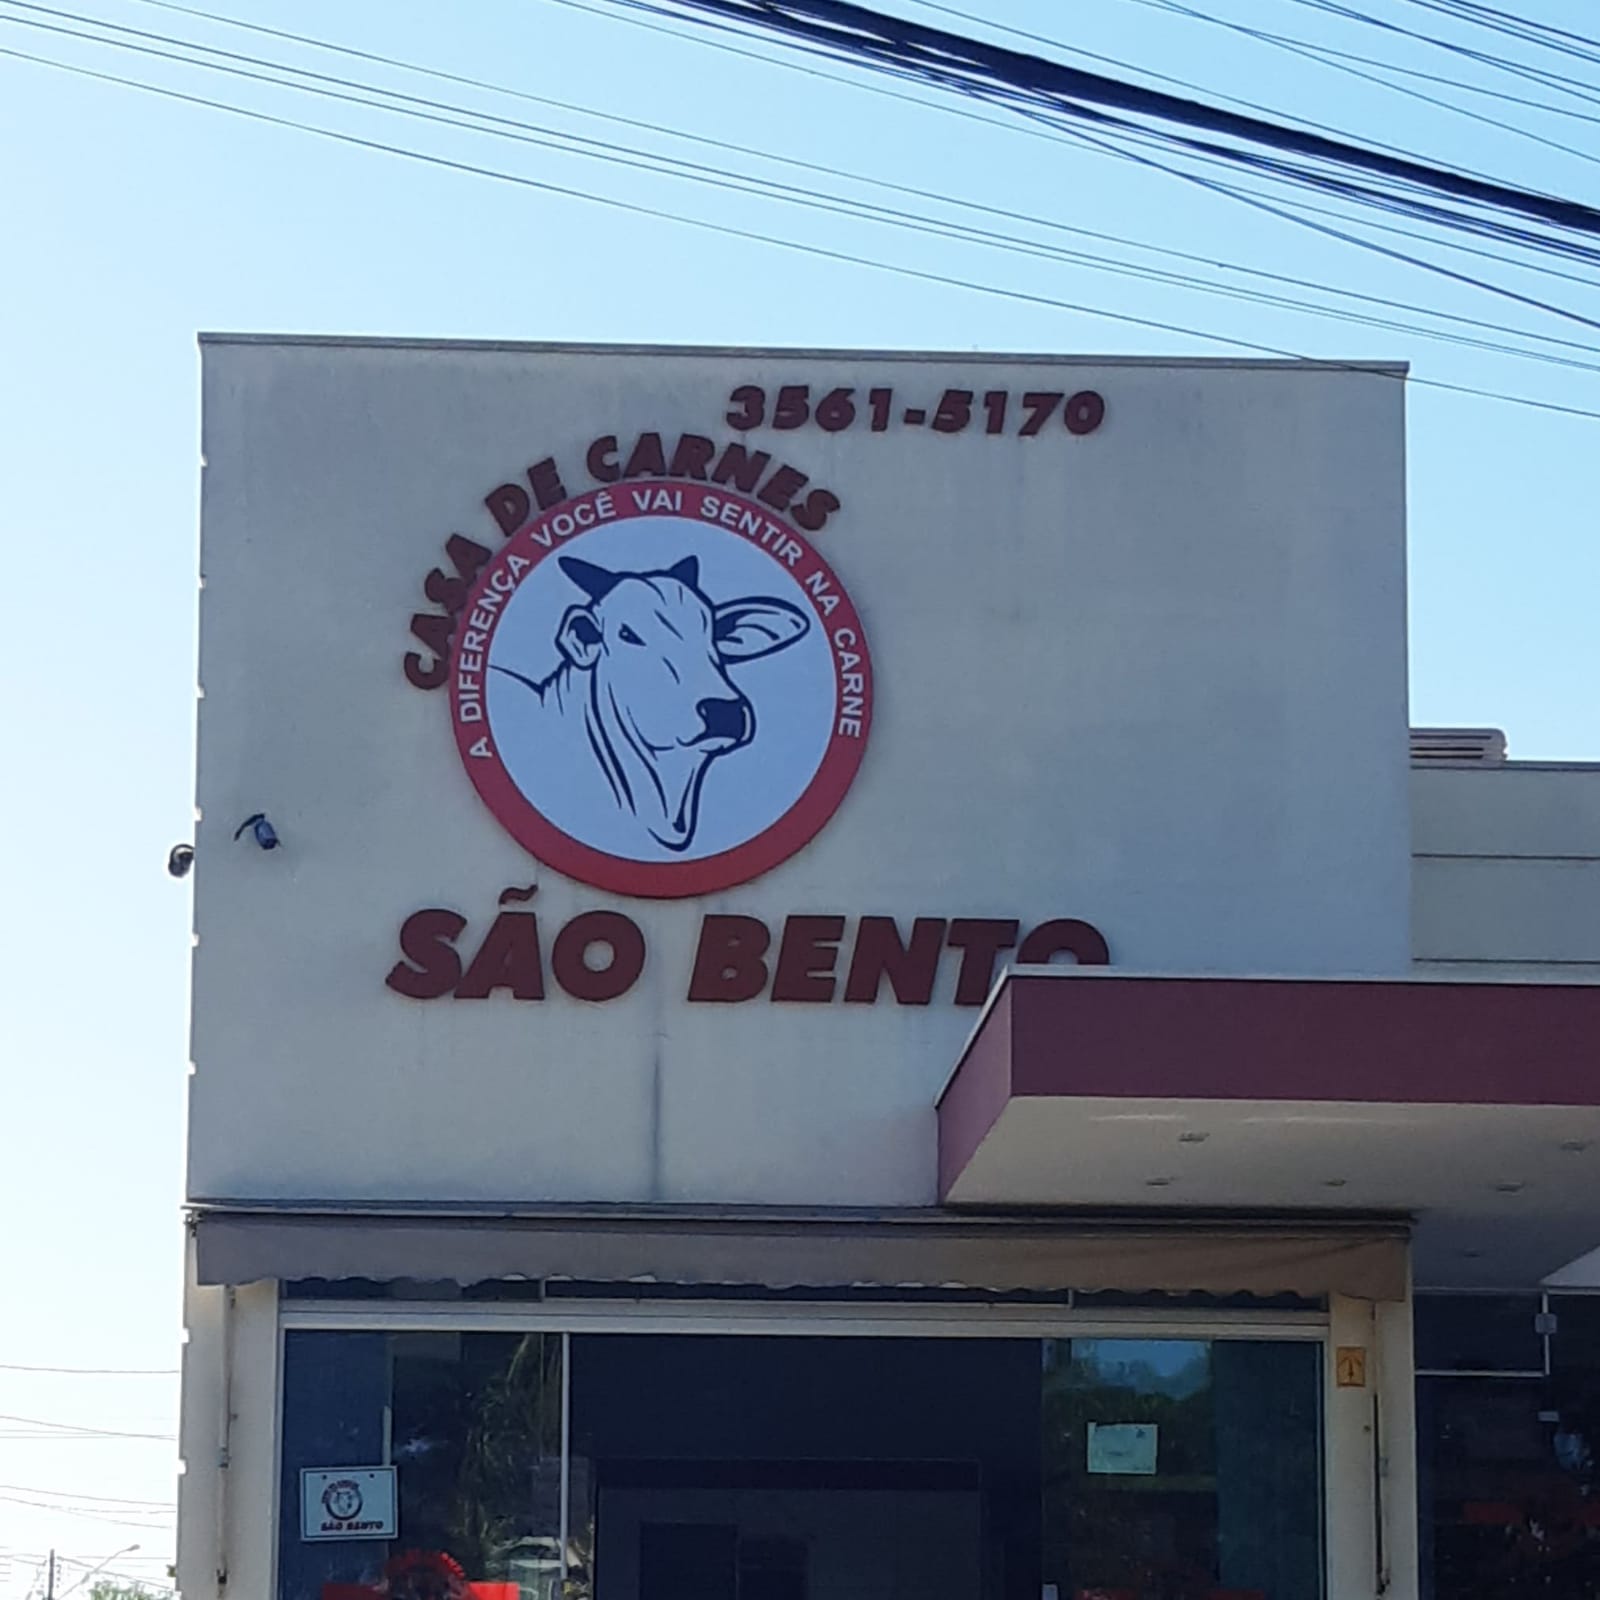 3561-5170
CASA DE CARNES
A DIFERENÇA VOCÊ VAI SENTIR NA CARNE
SÃO BENTO
SÃO BENTO